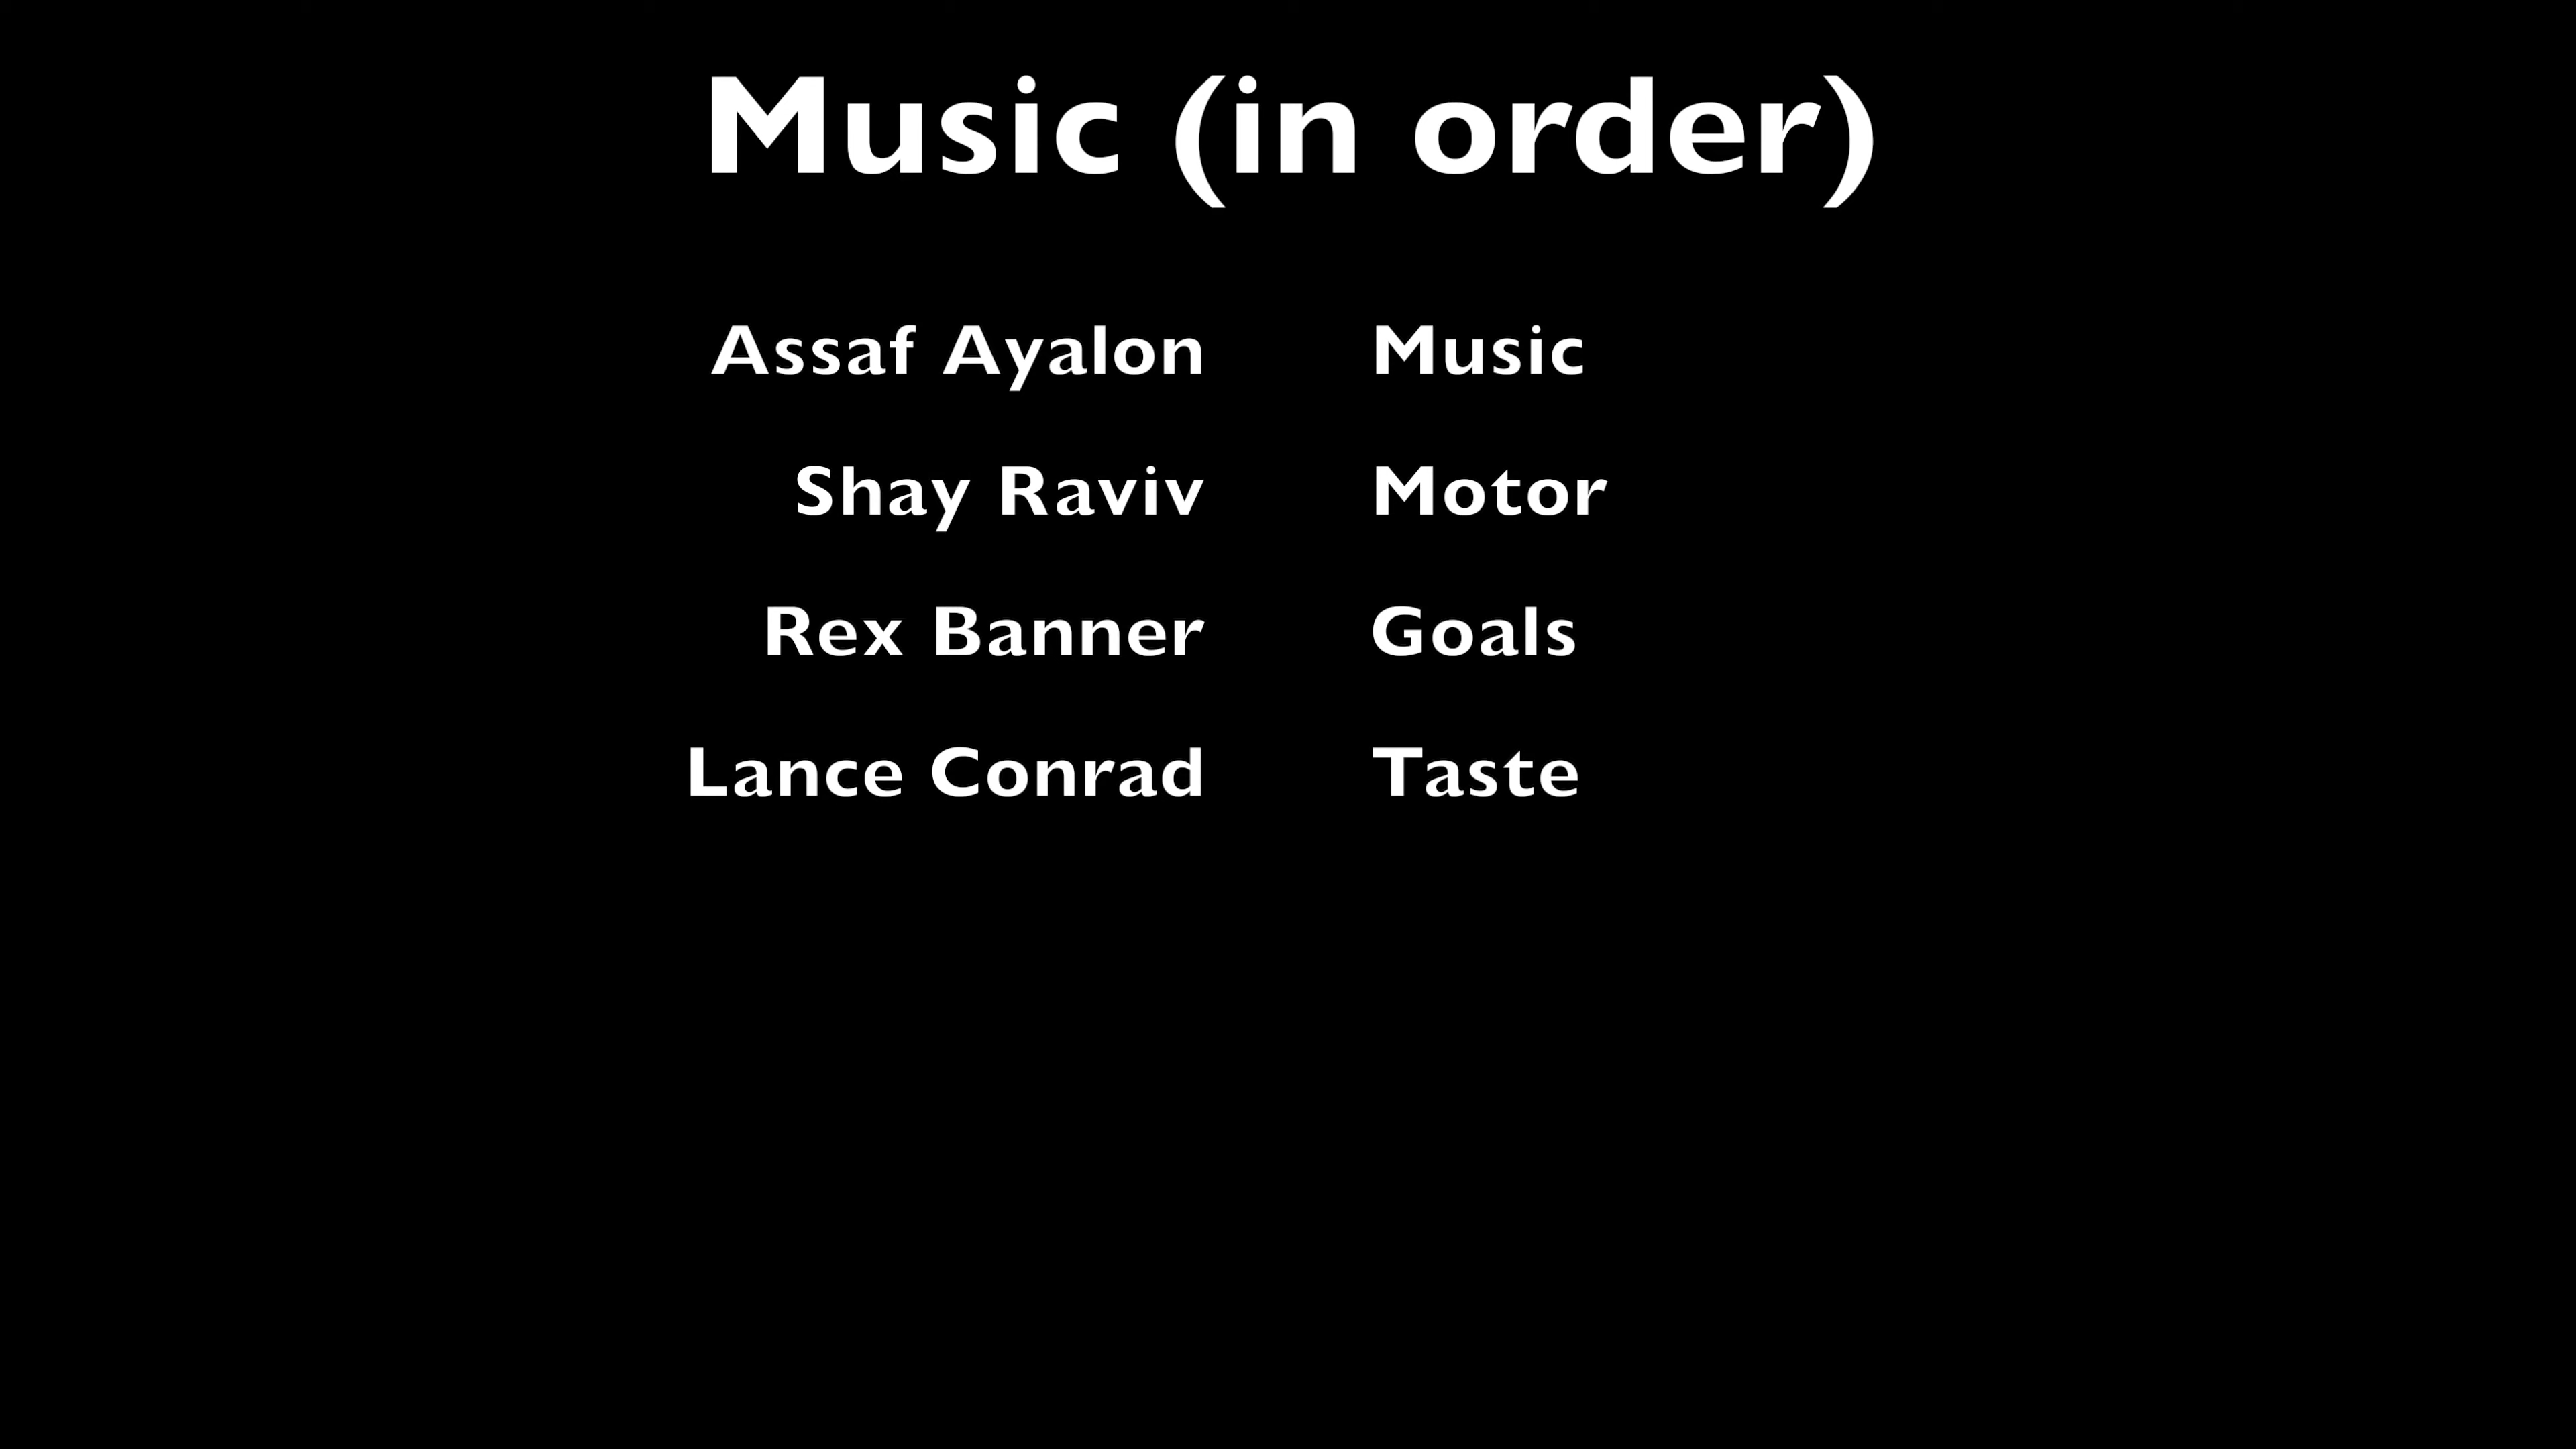 Music (in order)
Assaf Ayalon Music
Shay Raviv Motor
Rex Banner Goals
Lance Conrad Taste